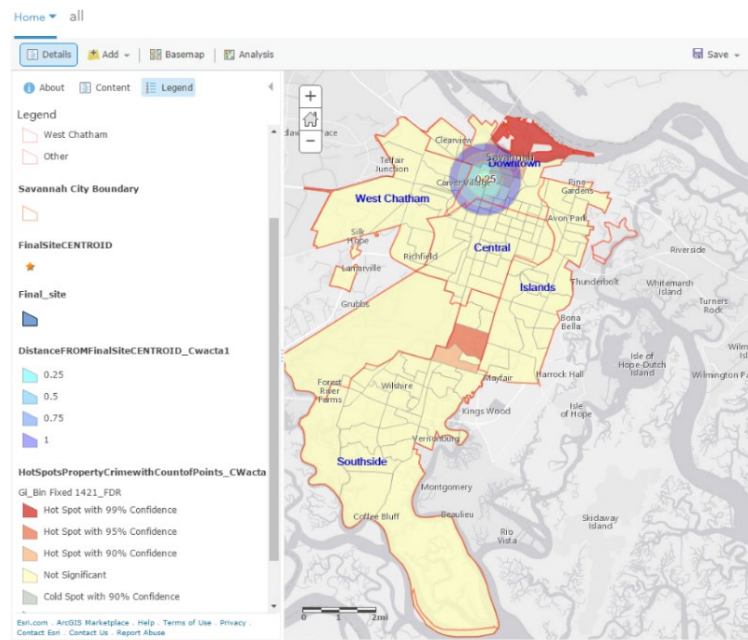 Home all
Details Add Basemap Analysis Save
About Content Legend
Legend
West Chatham
Other
Savannah City Boundary
FinalSiteCENTROID
Final_site
DistanceFROMFinalSiteCENTROID_Cwacta1
0.25
0.5
0.75
1
HotSpotsPropertyCrimewithCountofPoints_CWacta
Gi_Bin Fixed 1421_FDR
Hot Spot with 99% Confidence
Hot Spot with 95% Confidence
Hot Spot with 90% Confidence
Not Significant
Cold Spot with 90% Confidence
Esri.com . ArcGIS Marketplace . Help . Terms of Use . Privacy .
Contact Esri . Contact Us . Report Abuse
+
−
Clearview
Savannah
Downtown
Telfair
Junction
Carver Village
0.25
Pine
Gardens
West Chatham
Avon Park
Silk
Hope
Central
Richfield
Riverside
Lamarville
Islands
Thunderbolt
Whitemarsh
Island
Grubbs
Turners
Rock
Bona
Bella
Isle of
Hope-Dutch
Island
Wilm
Isl
Wilmington Pa
Forest
River
Farms
Wilshire
Mayfair
Norrock Hall
Kings Wood
Isle
of Hope
Vernonburg
Southside
Montgomery
Coffee Bluff
Beaulieu
Rio
Vista
Skidaway
Island
0 1 2mi